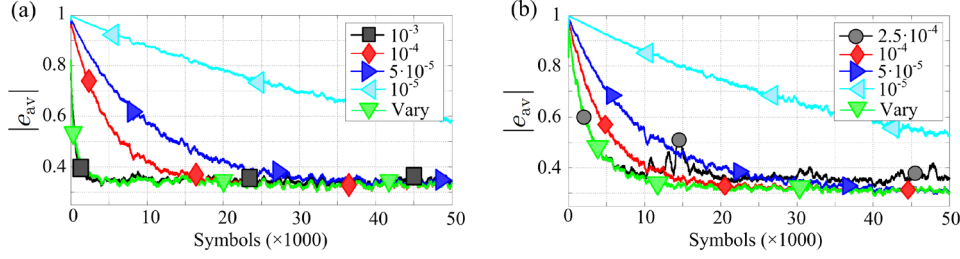 (a)
|e_av|
1
0.8
0.6
0.4
10⁻³
10⁻⁴
5·10⁻⁵
10⁻⁵
Vary
0 10 20 30 40 50
Symbols (×1000)
(b)
|e_av|
1
0.8
0.6
0.4
2.5·10⁻⁴
10⁻⁴
5·10⁻⁵
10⁻⁵
Vary
0 10 20 30 40 50
Symbols (×1000)